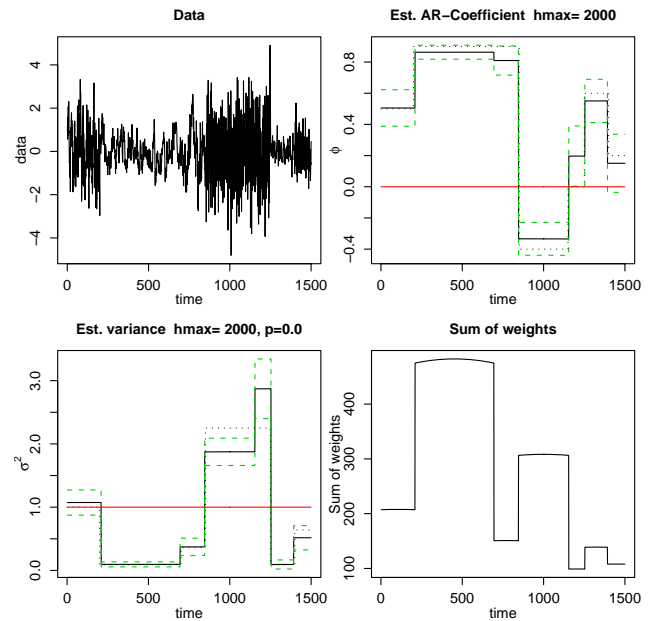 Data
4
2
0
−2
−4
data
0
500
1000
1500
time
Est. AR−Coefficient hmax= 2000
0.8
0.4
0.0
−0.4
ϕ
0
500
1000
1500
time
Est. variance hmax= 2000, p=0.0
3.0
2.0
1.0
0.0
σ²
0
500
1000
1500
time
Sum of weights
400
300
200
100
Sum of weights
0
500
1000
1500
time